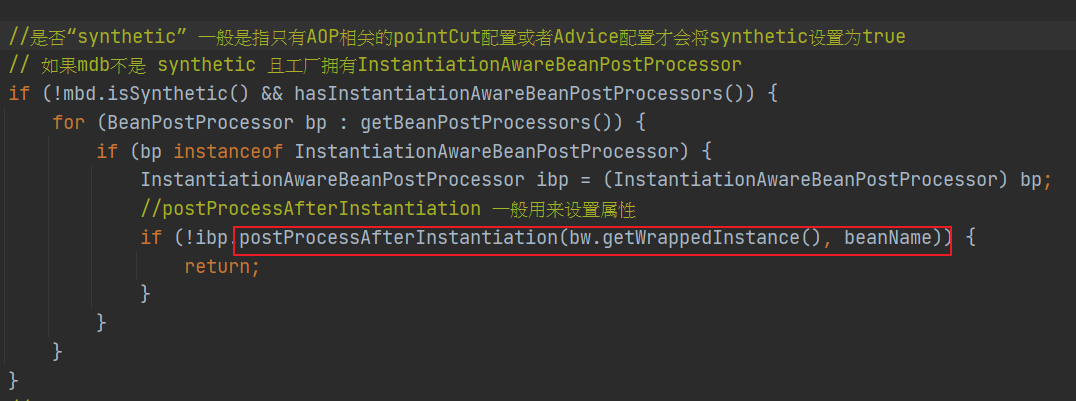 //是否“synthetic” 一般是指只有AOP相关的pointCut配置或者Advice配置才会将synthetic设置为true
// 如果mdb不是 synthetic 且工厂拥有InstantiationAwareBeanPostProcessor
if (!mbd.isSynthetic() && hasInstantiationAwareBeanPostProcessors()) {
for (BeanPostProcessor bp : getBeanPostProcessors()) {
if (bp instanceof InstantiationAwareBeanPostProcessor) {
InstantiationAwareBeanPostProcessor ibp = (InstantiationAwareBeanPostProcessor) bp;
//postProcessAfterInstantiation 一般用来设置属性
if (!ibp.postProcessAfterInstantiation(bw.getWrappedInstance(), beanName)) {
return;
}
}
}
}